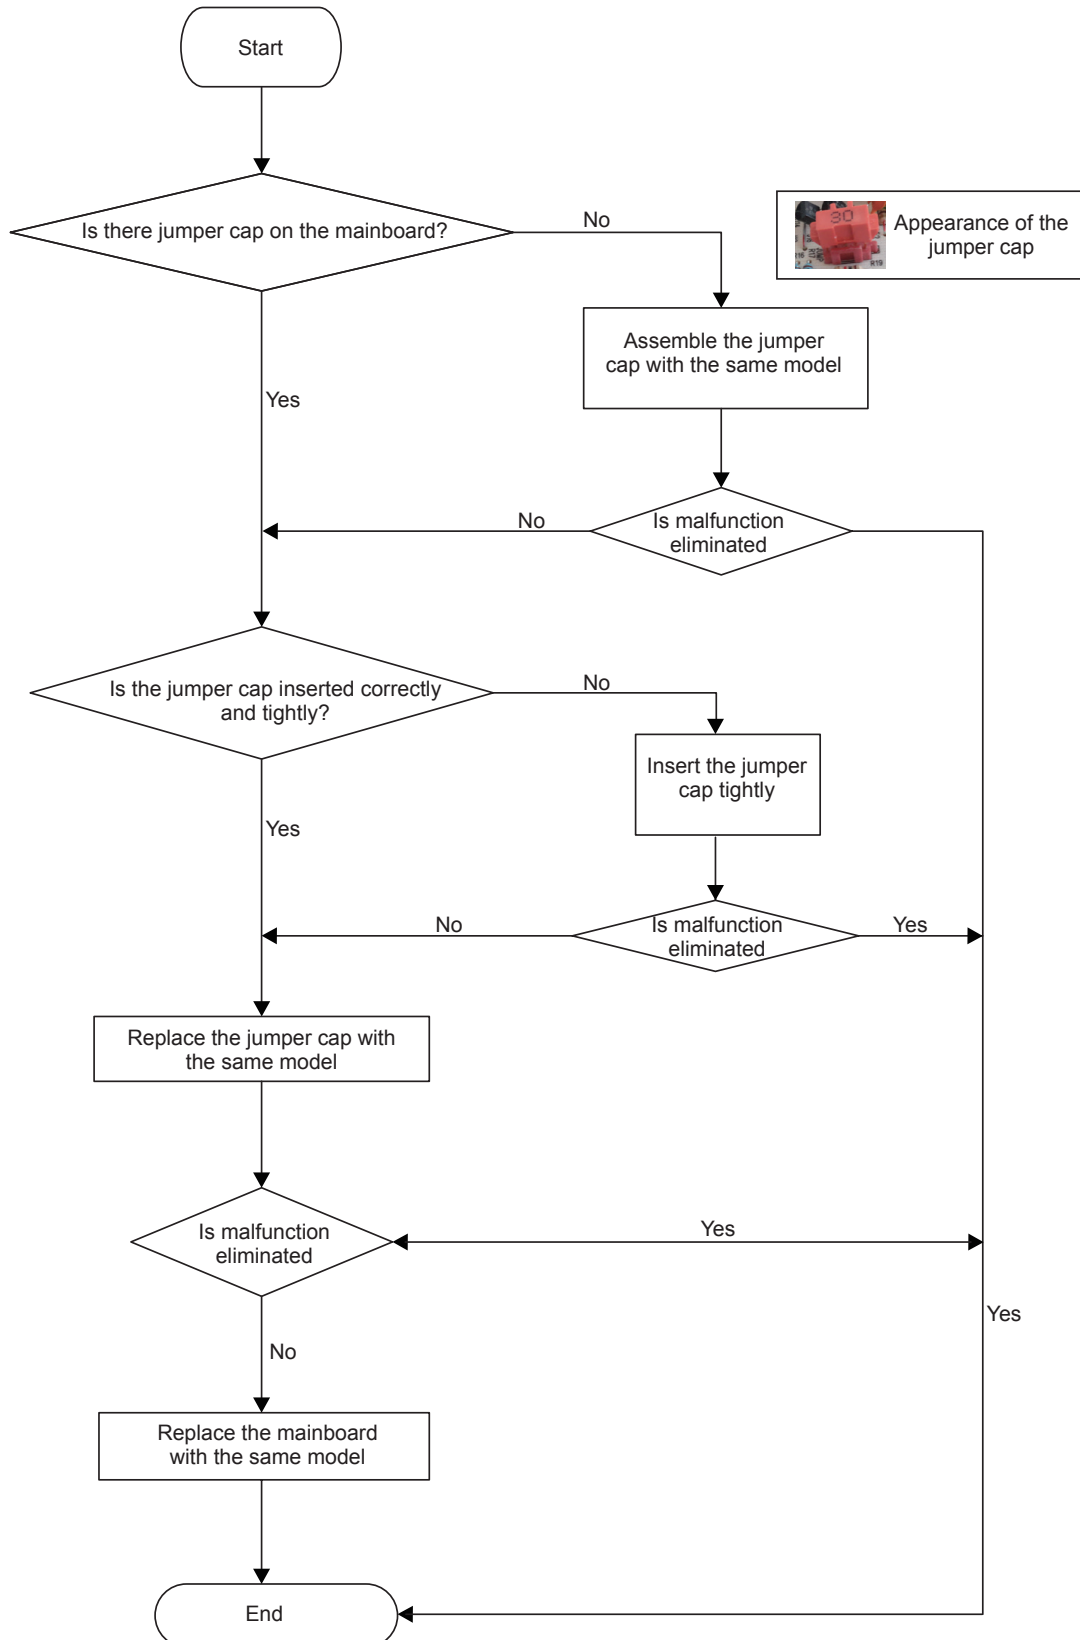 Start
Is there jumper cap on the mainboard?
No
30
R19
Appearance of the
jumper cap
Assemble the jumper
cap with the same model
Yes
No
Is malfunction
eliminated
Is the jumper cap inserted correctly
and tightly?
No
Insert the jumper
cap tightly
Yes
No
Is malfunction
eliminated
Yes
Replace the jumper cap with
the same model
Is malfunction
eliminated
Yes
Yes
No
Replace the mainboard
with the same model
End